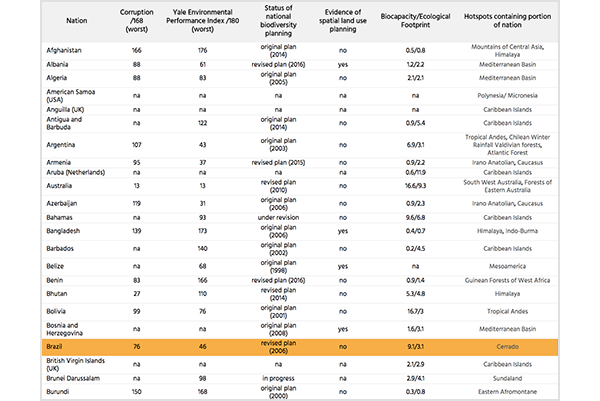 Nation Corruption /168 (worst) Yale Environmental Performance Index /180 (worst) Status of national biodiversity planning Evidence of spatial land use planning Biocapacity/Ecological Footprint Hotspots containing portion of nation
Afghanistan 166 176 original plan (2014) no 0.5/0.8 Mountains of Central Asia, Himalaya
Albania 88 61 revised plan (2016) yes 1.2/2.2 Mediterranean Basin
Algeria 88 83 original plan (2005) no 2.1/2.1 Mediterranean Basin
American Samoa (USA) na na na na na Polynesia/ Micronesia
Anguilla (UK) na na na na na Caribbean Islands
Antigua and Barbuda na 122 original plan (2014) no 0.9/5.4 Caribbean Islands
Argentina 107 43 original plan (2003) no 6.9/3.1 Tropical Andes, Chilean Winter Rainfall Valdivian forests, Atlantic Forest
Armenia 95 37 revised plan (2015) no 0.9/2.2 Irano Anatolian, Caucasus
Aruba (Netherlands) na na na na 0.6/11.9 Caribbean Islands
Australia 13 13 revised plan (2010) no 16.6/9.3 South West Australia, Forests of Eastern Australia
Azerbaijan 119 31 original plan (2006) no 0.9/2.3 Irano Anatolian, Caucasus
Bahamas na 93 under revision no 9.6/6.8 Caribbean Islands
Bangladesh 139 173 original plan (2006) yes 0.4/0.7 Himalaya, Indo-Burma
Barbados na 140 original plan (2002) no 0.2/4.5 Caribbean Islands
Belize na 68 original plan (1998) yes na Mesoamerica
Benin 83 166 revised plan (2016) no 0.9/1.4 Guinean Forests of West Africa
Bhutan 27 110 revised plan (2014) no 5.3/4.8 Himalaya
Bolivia 99 76 original plan (2001) no 16.7/3 Tropical Andes
Bosnia and Herzegovina na na original plan (2008) yes 1.6/3.1 Mediterranean Basin
Brazil 76 46 revised plan (2006) no 9.1/3.1 Cerrado
British Virgin Islands (UK) na na na na 2.1/2.9 Caribbean Islands
Brunei Darussalam na 98 in progress no 2.9/4.1 Sundaland
Burundi 150 168 original plan (2000) no 0.3/0.8 Eastern Afromontane